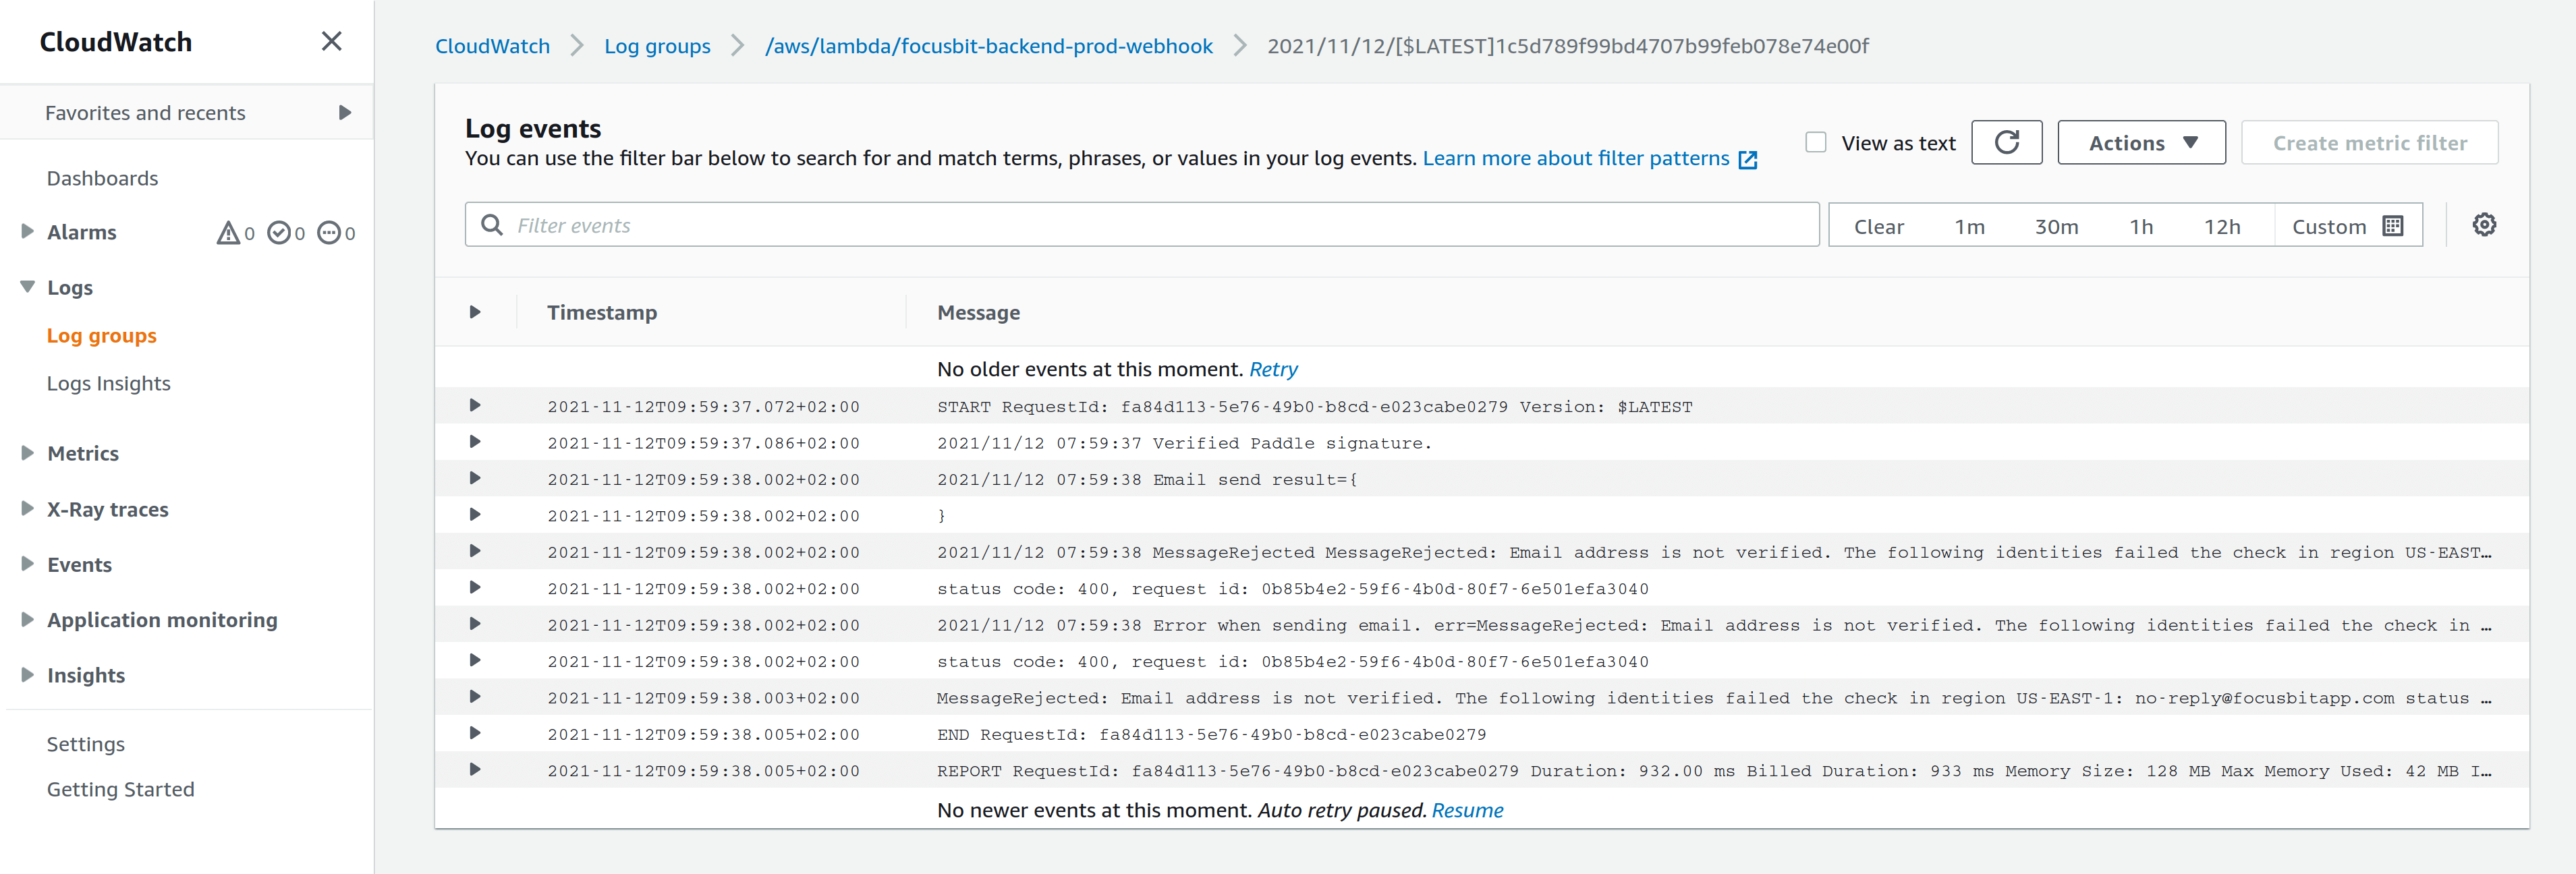 CloudWatch
Favorites and recents
Dashboards
Alarms 0 0 0
Logs
Log groups
Logs Insights
Metrics
X-Ray traces
Events
Application monitoring
Insights
Settings
Getting Started
CloudWatch Log groups /aws/lambda/focusbit-backend-prod-webhook 2021/11/12/[$LATEST]1c5d789f99bd4707b99feb078e74e00f
Log events
You can use the filter bar below to search for and match terms, phrases, or values in your log events. Learn more about filter patterns
View as text Actions Create metric filter
Filter events Clear 1m 30m 1h 12h Custom
Timestamp Message
No older events at this moment. Retry
2021-11-12T09:59:37.072+02:00 START RequestId: fa84d113-5e76-49b0-b8cd-e023cabe0279 Version: $LATEST
2021-11-12T09:59:37.086+02:00 2021/11/12 07:59:37 Verified Paddle signature.
2021-11-12T09:59:38.002+02:00 2021/11/12 07:59:38 Email send result={
2021-11-12T09:59:38.002+02:00 }
2021-11-12T09:59:38.002+02:00 2021/11/12 07:59:38 MessageRejected MessageRejected: Email address is not verified. The following identities failed the check in region US-EAST…
2021-11-12T09:59:38.002+02:00 status code: 400, request id: 0b85b4e2-59f6-4b0d-80f7-6e501efa3040
2021-11-12T09:59:38.002+02:00 2021/11/12 07:59:38 Error when sending email. err=MessageRejected: Email address is not verified. The following identities failed the check in …
2021-11-12T09:59:38.002+02:00 status code: 400, request id: 0b85b4e2-59f6-4b0d-80f7-6e501efa3040
2021-11-12T09:59:38.003+02:00 MessageRejected: Email address is not verified. The following identities failed the check in region US-EAST-1: no-reply@focusbitapp.com status …
2021-11-12T09:59:38.005+02:00 END RequestId: fa84d113-5e76-49b0-b8cd-e023cabe0279
2021-11-12T09:59:38.005+02:00 REPORT RequestId: fa84d113-5e76-49b0-b8cd-e023cabe0279 Duration: 932.00 ms Billed Duration: 933 ms Memory Size: 128 MB Max Memory Used: 42 MB I…
No newer events at this moment. Auto retry paused. Resume